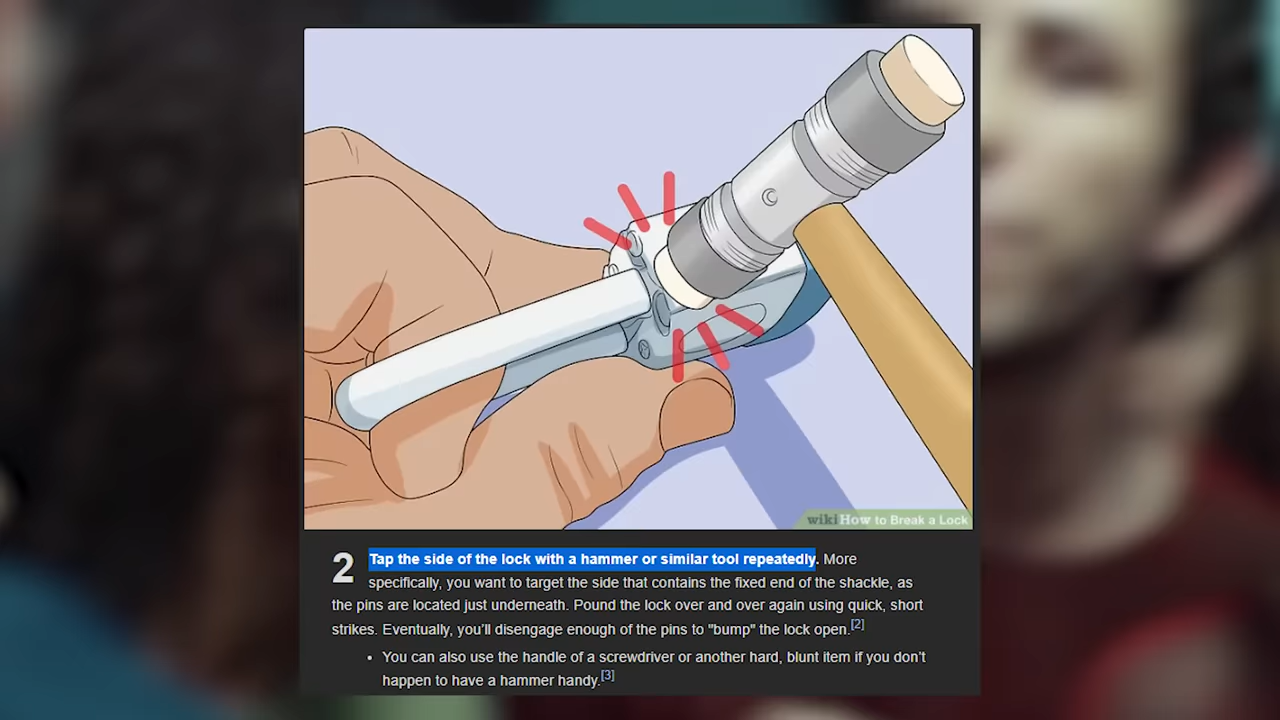 wikiHow to Break a Lock
2 Tap the side of the lock with a hammer or similar tool repeatedly. More
specifically, you want to target the side that contains the fixed end of the shackle, as
the pins are located just underneath. Pound the lock over and over again using quick, short
strikes. Eventually, you’ll disengage enough of the pins to "bump" the lock open.[2]
• You can also use the handle of a screwdriver or another hard, blunt item if you don’t
happen to have a hammer handy.[3]